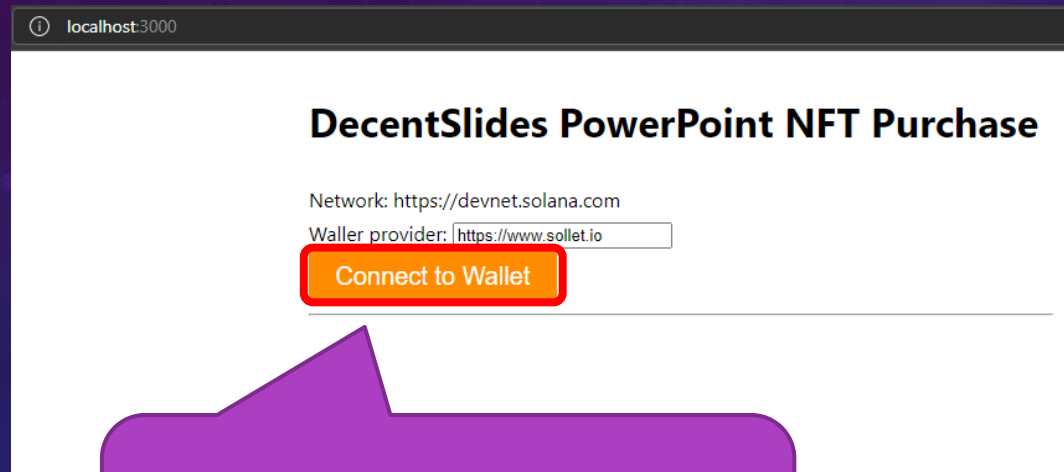 localhost:3000
DecentSlides PowerPoint NFT Purchase
Network: https://devnet.solana.com
Waller provider: https://www.sollet.io
Connect to Wallet